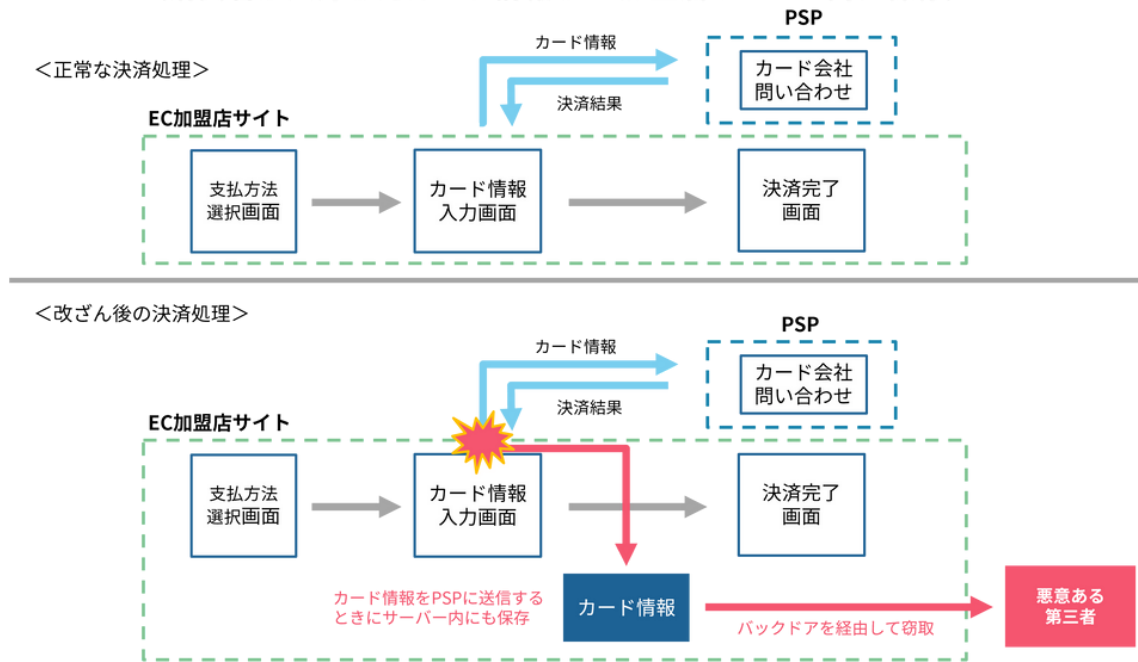 PSP
カード情報
<正常な決済処理>
カード会社
問い合わせ
決済結果
EC加盟店サイト
支払方法
選択画面
カード情報
入力画面
決済完了
画面
<改ざん後の決済処理>
PSP
カード情報
カード会社
問い合わせ
決済結果
EC加盟店サイト
支払方法
選択画面
カード情報
入力画面
決済完了
画面
カード情報をPSPに送信する
ときにサーバー内にも保存
カード情報
バックドアを経由して窃取
悪意ある
第三者